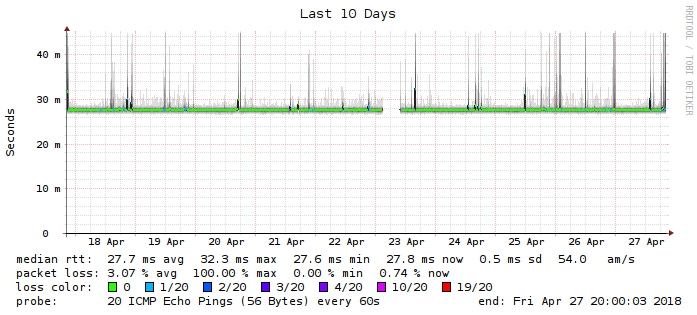 Last 10 Days
RRDTOOL / TOBI OETIKER
Seconds
40 m
30 m
20 m
10 m
0
18 Apr 19 Apr 20 Apr 21 Apr 22 Apr 23 Apr 24 Apr 25 Apr 26 Apr 27 Apr
median rtt: 27.7 ms avg 32.3 ms max 27.6 ms min 27.8 ms now 0.5 ms sd 54.0 am/s
packet loss: 3.07 % avg 100.00 % max 0.00 % min 0.74 % now
loss color: 0 1/20 2/20 3/20 4/20 10/20 19/20
probe: 20 ICMP Echo Pings (56 Bytes) every 60s end: Fri Apr 27 20:00:03 2018